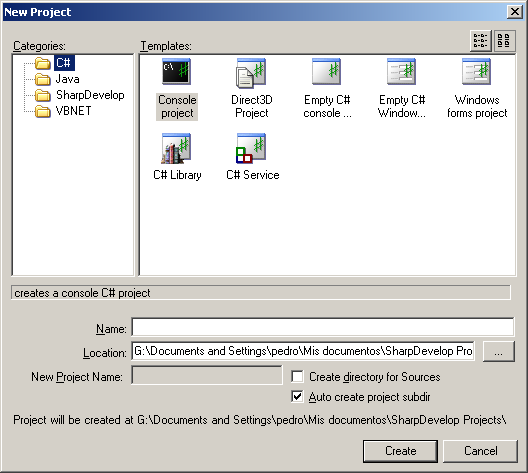 New Project
Categories:
Templates:
C#
Java
SharpDevelop
VBNET
C:\
Console project
Direct3D Project
Empty C# console ...
Empty C# Window...
Windows forms project
C# Library
C# Service
creates a console C# project
Name:
Location: G:\Documents and Settings\pedro\Mis documentos\SharpDevelop Pro ...
New Project Name: Create directory for Sources
Auto create project subdir
Project will be created at G:\Documents and Settings\pedro\Mis documentos\SharpDevelop Projects\
Create Cancel